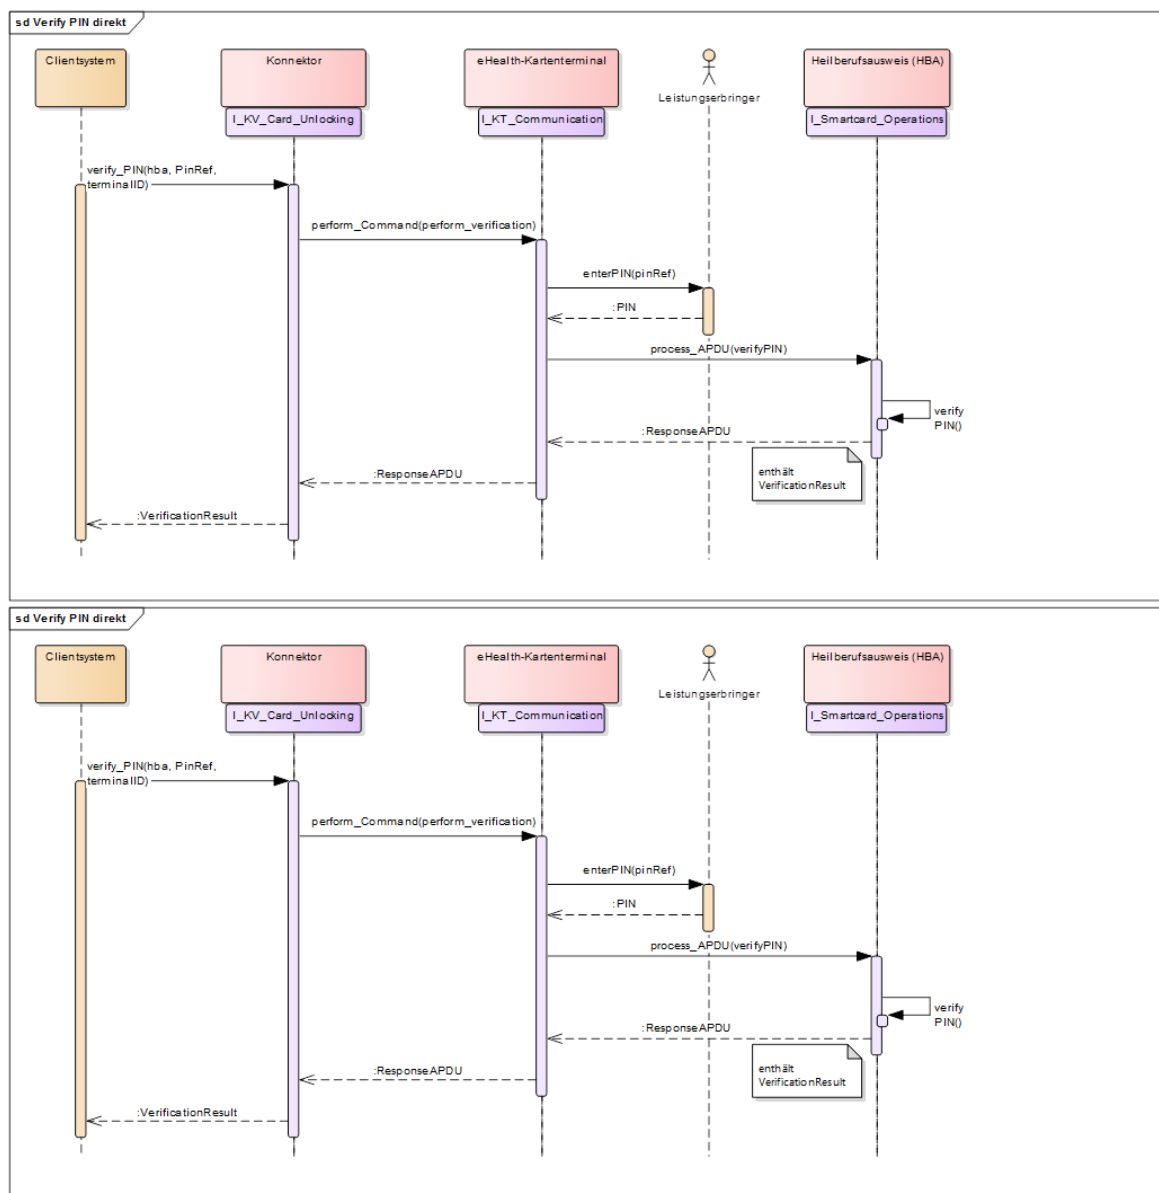 sd Verify PIN direkt
Clientsystem
Konnektor
eHealth-Kartenterminal
Leistungserbringer
Heilberufsausweis (HBA)
I_KV_Card_Unlocking
I_KT_Communication
I_Smartcard_Operations
verify_PIN(hba, PinRef,
terminalID)
perform_Command(perform_verification)
enterPIN(pinRef)
:PIN
process_APDU(verifyPIN)
verify
PIN()
:ResponseAPDU
enthält
VerificationResult
:ResponseAPDU
:VerificationResult
sd Verify PIN direkt
Clientsystem
Konnektor
eHealth-Kartenterminal
Leistungserbringer
Heilberufsausweis (HBA)
I_KV_Card_Unlocking
I_KT_Communication
I_Smartcard_Operations
verify_PIN(hba, PinRef,
terminalID)
perform_Command(perform_verification)
enterPIN(pinRef)
:PIN
process_APDU(verifyPIN)
verify
PIN()
:ResponseAPDU
enthält
VerificationResult
:ResponseAPDU
:VerificationResult